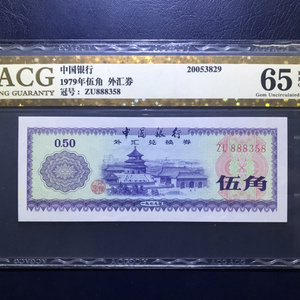 ACG
NG GUARANTY
中国银行
1979年伍角 外汇券
冠号: ZU888358
20053829
65
Gem Uncirculated
中国银行
0.50
外汇兑换券
ZU888358
伍角